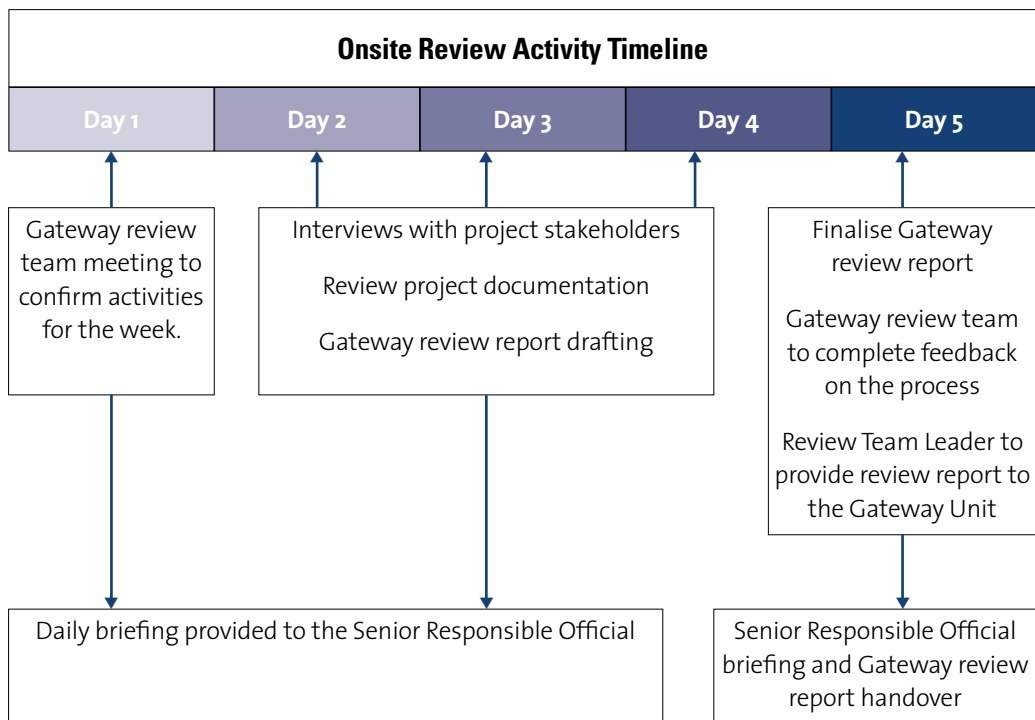 Onsite Review Activity Timeline
Day 1
Day 2
Day 3
Day 4
Day 5
Gateway review
team meeting to
confirm activities
for the week.
Interviews with project stakeholders
Review project documentation
Gateway review report drafting
Finalise Gateway
review report
Gateway review team
to complete feedback
on the process
Review Team Leader to
provide review report to
the Gateway Unit
Daily briefing provided to the Senior Responsible Official
Senior Responsible Official
briefing and Gateway review
report handover